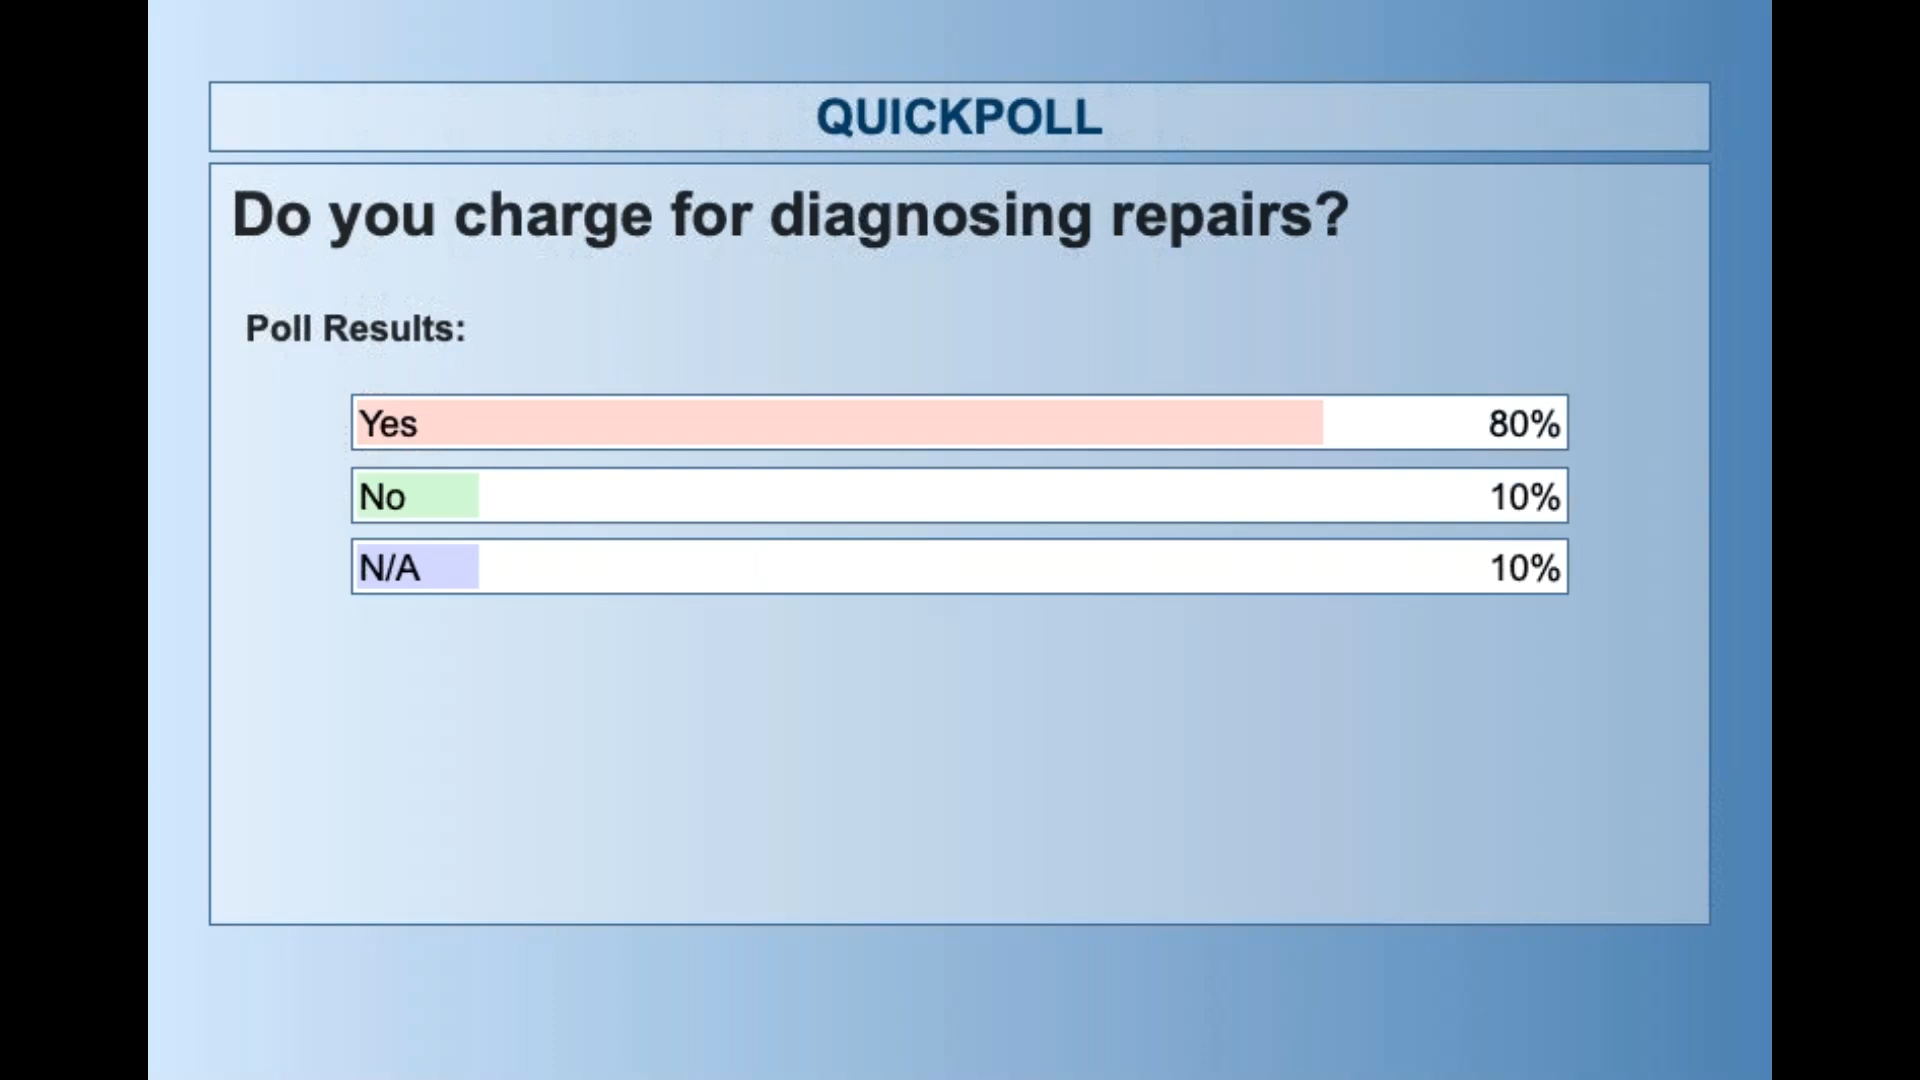 QUICKPOLL
Do you charge for diagnosing repairs?
Poll Results:
Yes 80%
No 10%
N/A 10%